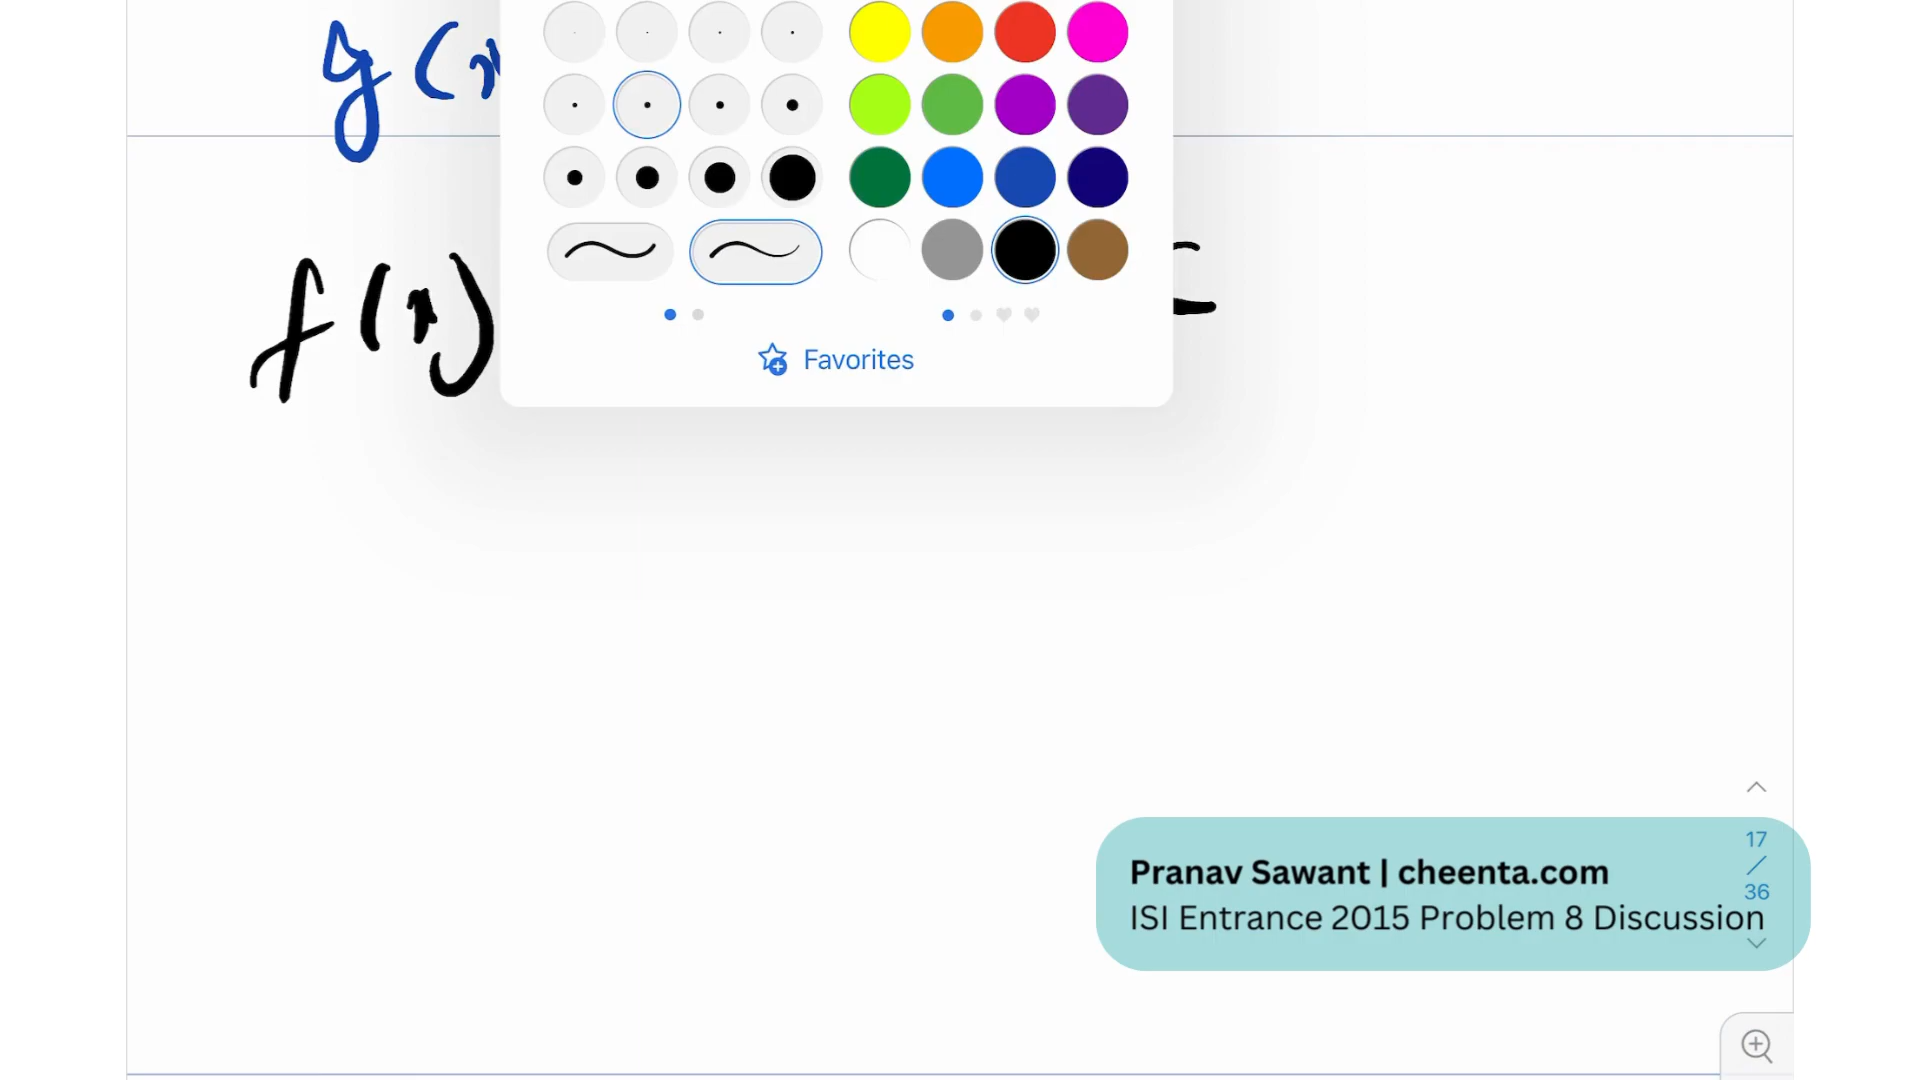 g(x
f(x)
Favorites
17
/
36
Pranav Sawant | cheenta.com
ISI Entrance 2015 Problem 8 Discussion